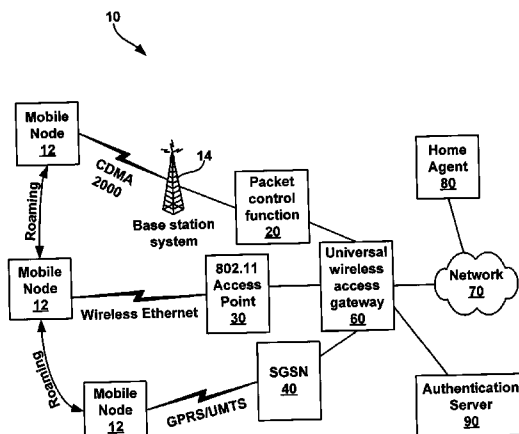 10
Mobile
Node
12
CDMA
2000
14
Base station
system
Packet
control
function
20
Home
Agent
80
Roaming
Mobile
Node
12
Wireless Ethernet
802.11
Access
Point
30
Universal
wireless
access
gateway
60
Network
70
Roaming
Mobile
Node
12
GPRS/UMTS
SGSN
40
Authentication
Server
90